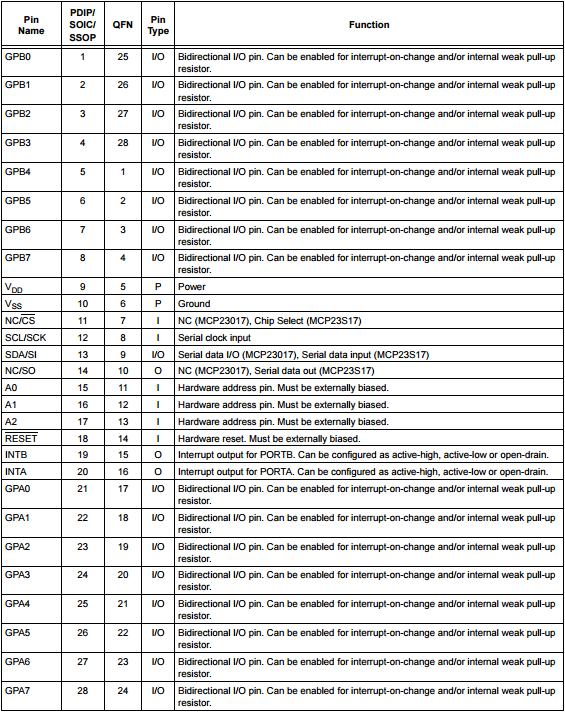 Pin Name PDIP/ SOIC/ SSOP QFN Pin Type Function
GPB0 1 25 I/O Bidirectional I/O pin. Can be enabled for interrupt-on-change and/or internal weak pull-up
resistor.
GPB1 2 26 I/O Bidirectional I/O pin. Can be enabled for interrupt-on-change and/or internal weak pull-up
resistor.
GPB2 3 27 I/O Bidirectional I/O pin. Can be enabled for interrupt-on-change and/or internal weak pull-up
resistor.
GPB3 4 28 I/O Bidirectional I/O pin. Can be enabled for interrupt-on-change and/or internal weak pull-up
resistor.
GPB4 5 1 I/O Bidirectional I/O pin. Can be enabled for interrupt-on-change and/or internal weak pull-up
resistor.
GPB5 6 2 I/O Bidirectional I/O pin. Can be enabled for interrupt-on-change and/or internal weak pull-up
resistor.
GPB6 7 3 I/O Bidirectional I/O pin. Can be enabled for interrupt-on-change and/or internal weak pull-up
resistor.
GPB7 8 4 I/O Bidirectional I/O pin. Can be enabled for interrupt-on-change and/or internal weak pull-up
resistor.
VDD 9 5 P Power
VSS 10 6 P Ground
NC/CS 11 7 I NC (MCP23017), Chip Select (MCP23S17)
SCL/SCK 12 8 I Serial clock input
SDA/SI 13 9 I/O Serial data I/O (MCP23017), Serial data input (MCP23S17)
NC/SO 14 10 O NC (MCP23017), Serial data out (MCP23S17)
A0 15 11 I Hardware address pin. Must be externally biased.
A1 16 12 I Hardware address pin. Must be externally biased.
A2 17 13 I Hardware address pin. Must be externally biased.
RESET 18 14 I Hardware reset. Must be externally biased.
INTB 19 15 O Interrupt output for PORTB. Can be configured as active-high, active-low or open-drain.
INTA 20 16 O Interrupt output for PORTA. Can be configured as active-high, active-low or open-drain.
GPA0 21 17 I/O Bidirectional I/O pin. Can be enabled for interrupt-on-change and/or internal weak pull-up
resistor.
GPA1 22 18 I/O Bidirectional I/O pin. Can be enabled for interrupt-on-change and/or internal weak pull-up
resistor.
GPA2 23 19 I/O Bidirectional I/O pin. Can be enabled for interrupt-on-change and/or internal weak pull-up
resistor.
GPA3 24 20 I/O Bidirectional I/O pin. Can be enabled for interrupt-on-change and/or internal weak pull-up
resistor.
GPA4 25 21 I/O Bidirectional I/O pin. Can be enabled for interrupt-on-change and/or internal weak pull-up
resistor.
GPA5 26 22 I/O Bidirectional I/O pin. Can be enabled for interrupt-on-change and/or internal weak pull-up
resistor.
GPA6 27 23 I/O Bidirectional I/O pin. Can be enabled for interrupt-on-change and/or internal weak pull-up
resistor.
GPA7 28 24 I/O Bidirectional I/O pin. Can be enabled for interrupt-on-change and/or internal weak pull-up
resistor.